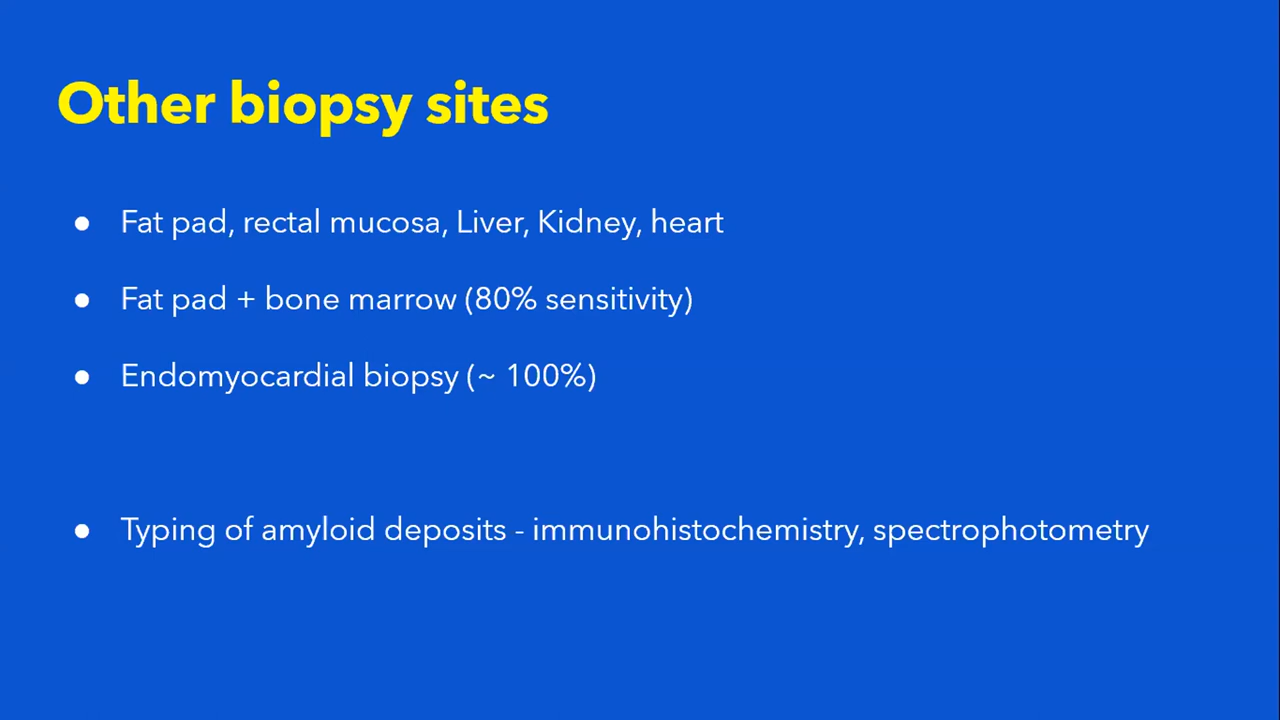 Other biopsy sites
● Fat pad, rectal mucosa, Liver, Kidney, heart
● Fat pad + bone marrow (80% sensitivity)
● Endomyocardial biopsy (~ 100%)
● Typing of amyloid deposits - immunohistochemistry, spectrophotometry